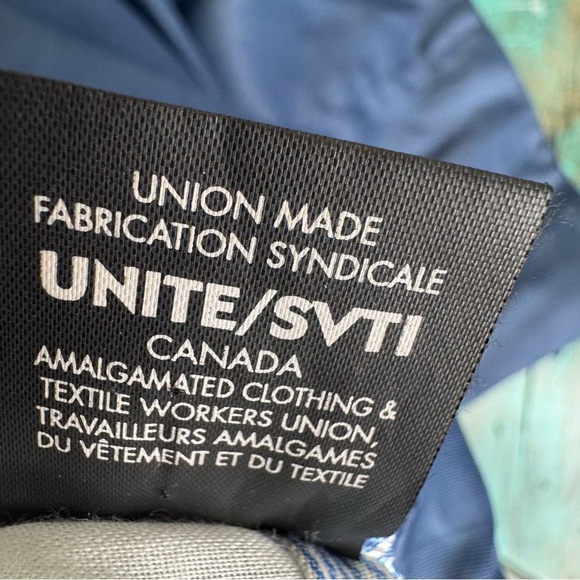 UNION MADE
FABRICATION SYNDICALE
UNITE/SVTI
CANADA
AMALGAMATED CLOTHING &
TEXTILE WORKERS UNION,
TRAVAILLEURS AMALGAMES
DU VÊTEMENT ET DU TEXTILE